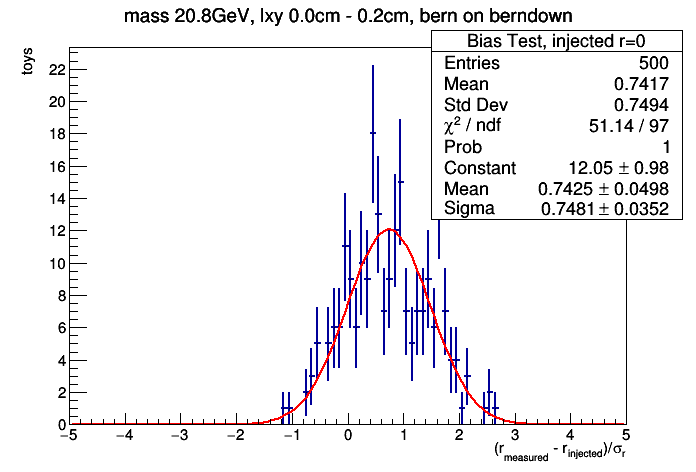 mass 20.8GeV, lxy 0.0cm - 0.2cm, bern on berndown
Bias Test, injected r=0
Entries 500
Mean 0.7417
Std Dev 0.7494
χ² / ndf 51.14 / 97
Prob 1
Constant 12.05 ± 0.98
Mean 0.7425 ± 0.0498
Sigma 0.7481 ± 0.0352
toys
22
20
18
16
14
12
10
8
6
4
2
0
−5 −4 −3 −2 −1 0 1 2 3 4 5
(r_measured - r_injected)/σ_r